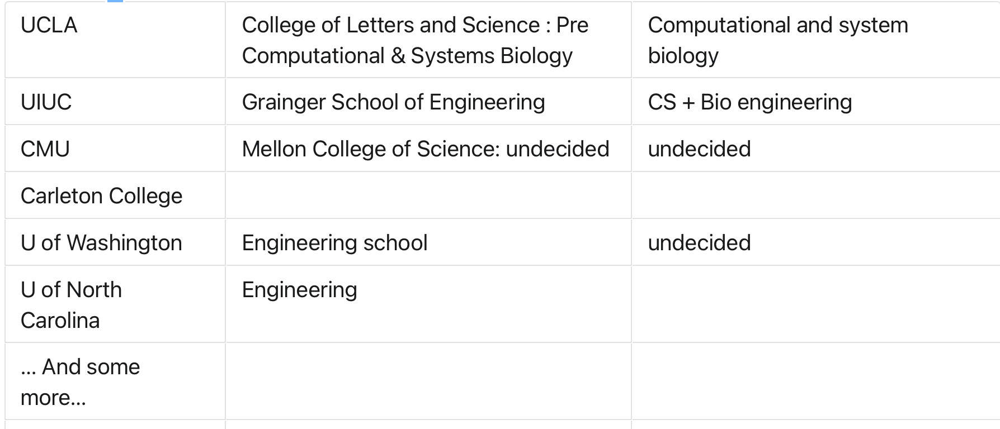 UCLA
College of Letters and Science : Pre
Computational & Systems Biology
Computational and system
biology
UIUC
Grainger School of Engineering
CS + Bio engineering
CMU
Mellon College of Science: undecided
undecided
Carleton College
U of Washington
Engineering school
undecided
U of North
Carolina
Engineering
... And some
more...